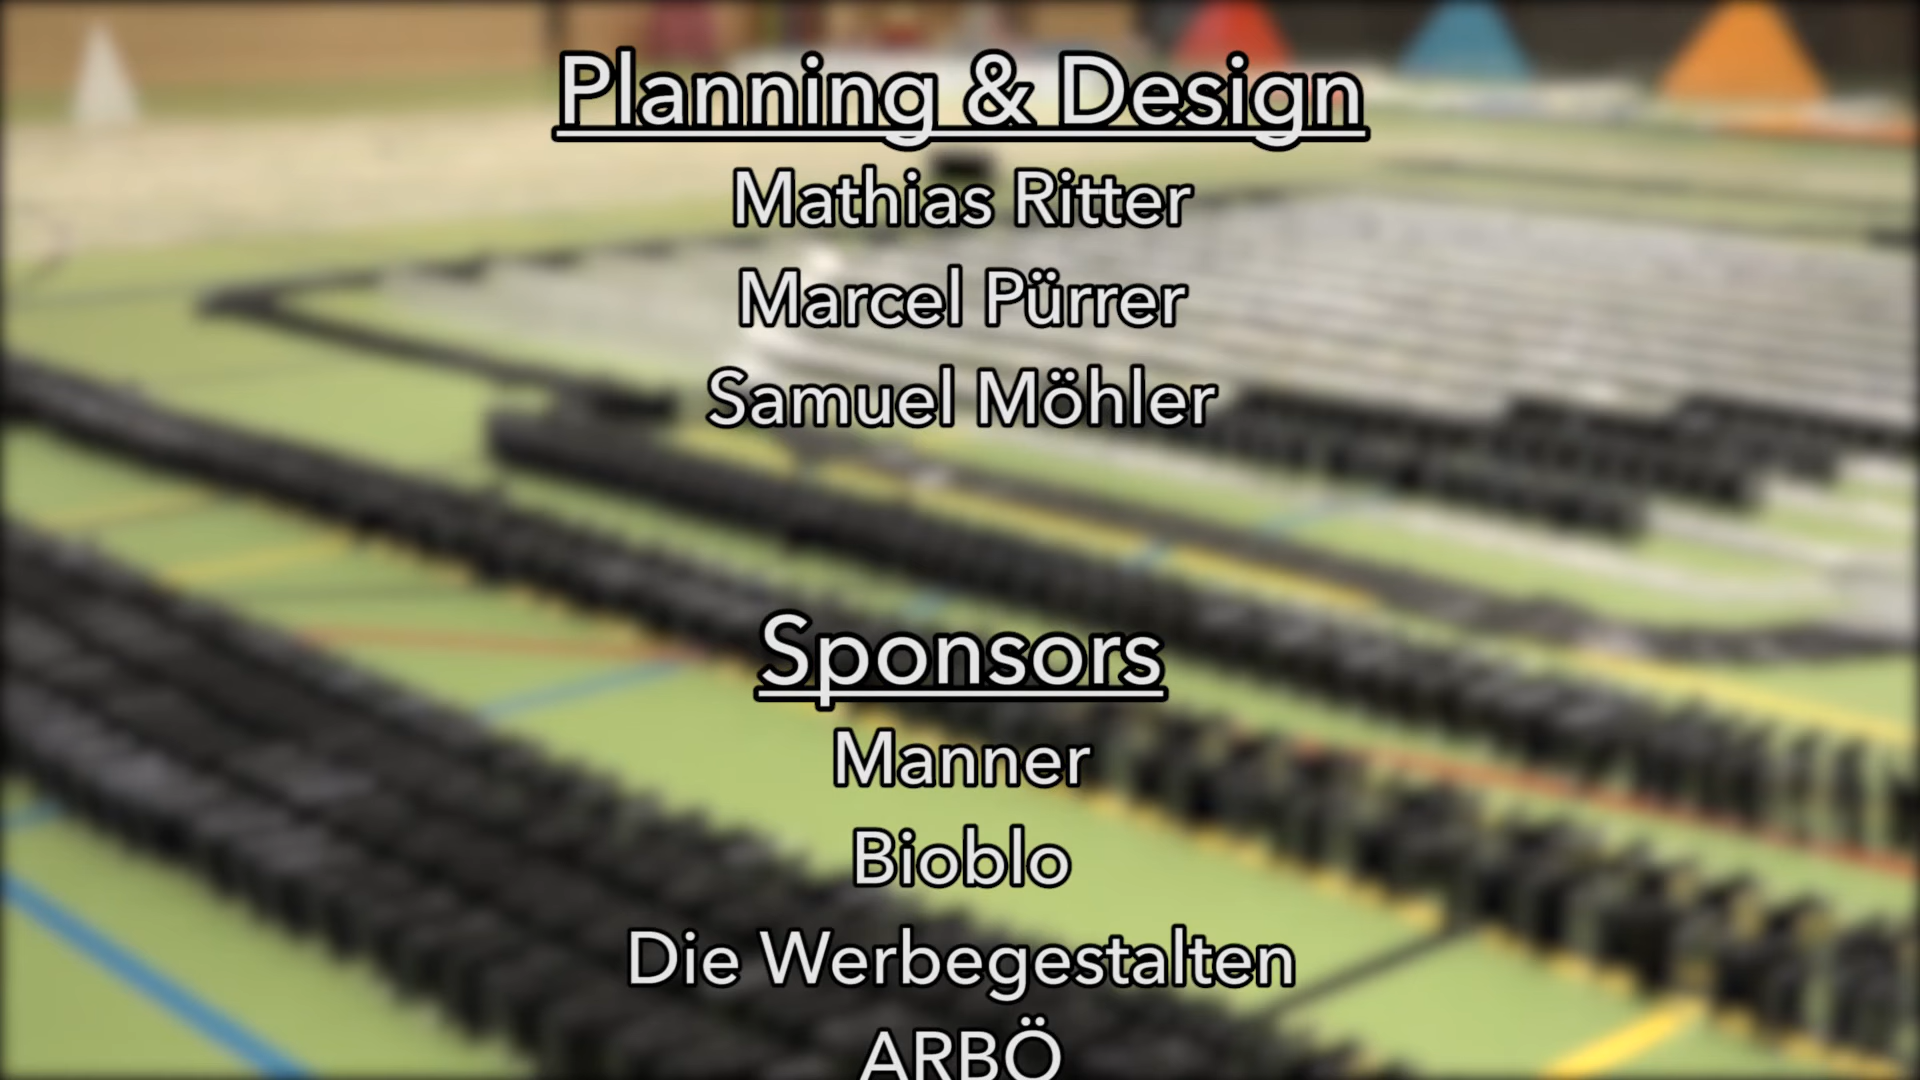 Planning & Design
Mathias Ritter
Marcel Pürrer
Samuel Möhler
Sponsors
Manner
Bioblo
Die Werbegestalten
ARBÖ